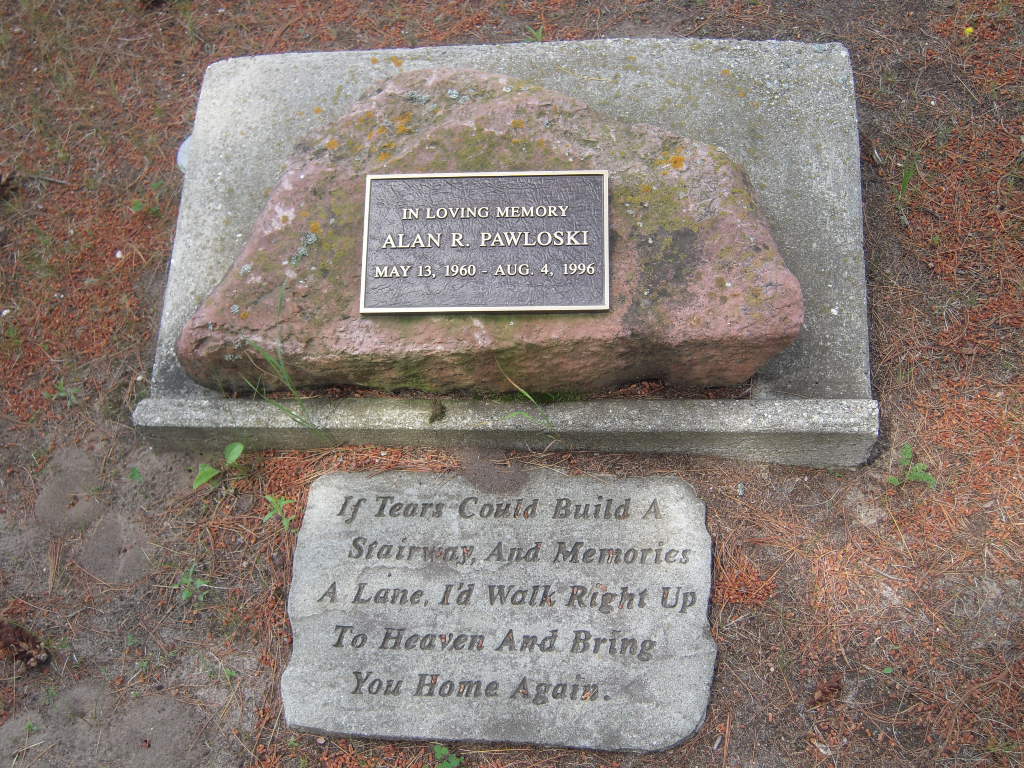 IN LOVING MEMORY
ALAN R. PAWLOSKI
MAY 13, 1960 - AUG. 4, 1996
If Tears Could Build A
Stairway, And Memories
A Lane, I'd Walk Right Up
To Heaven And Bring
You Home Again.